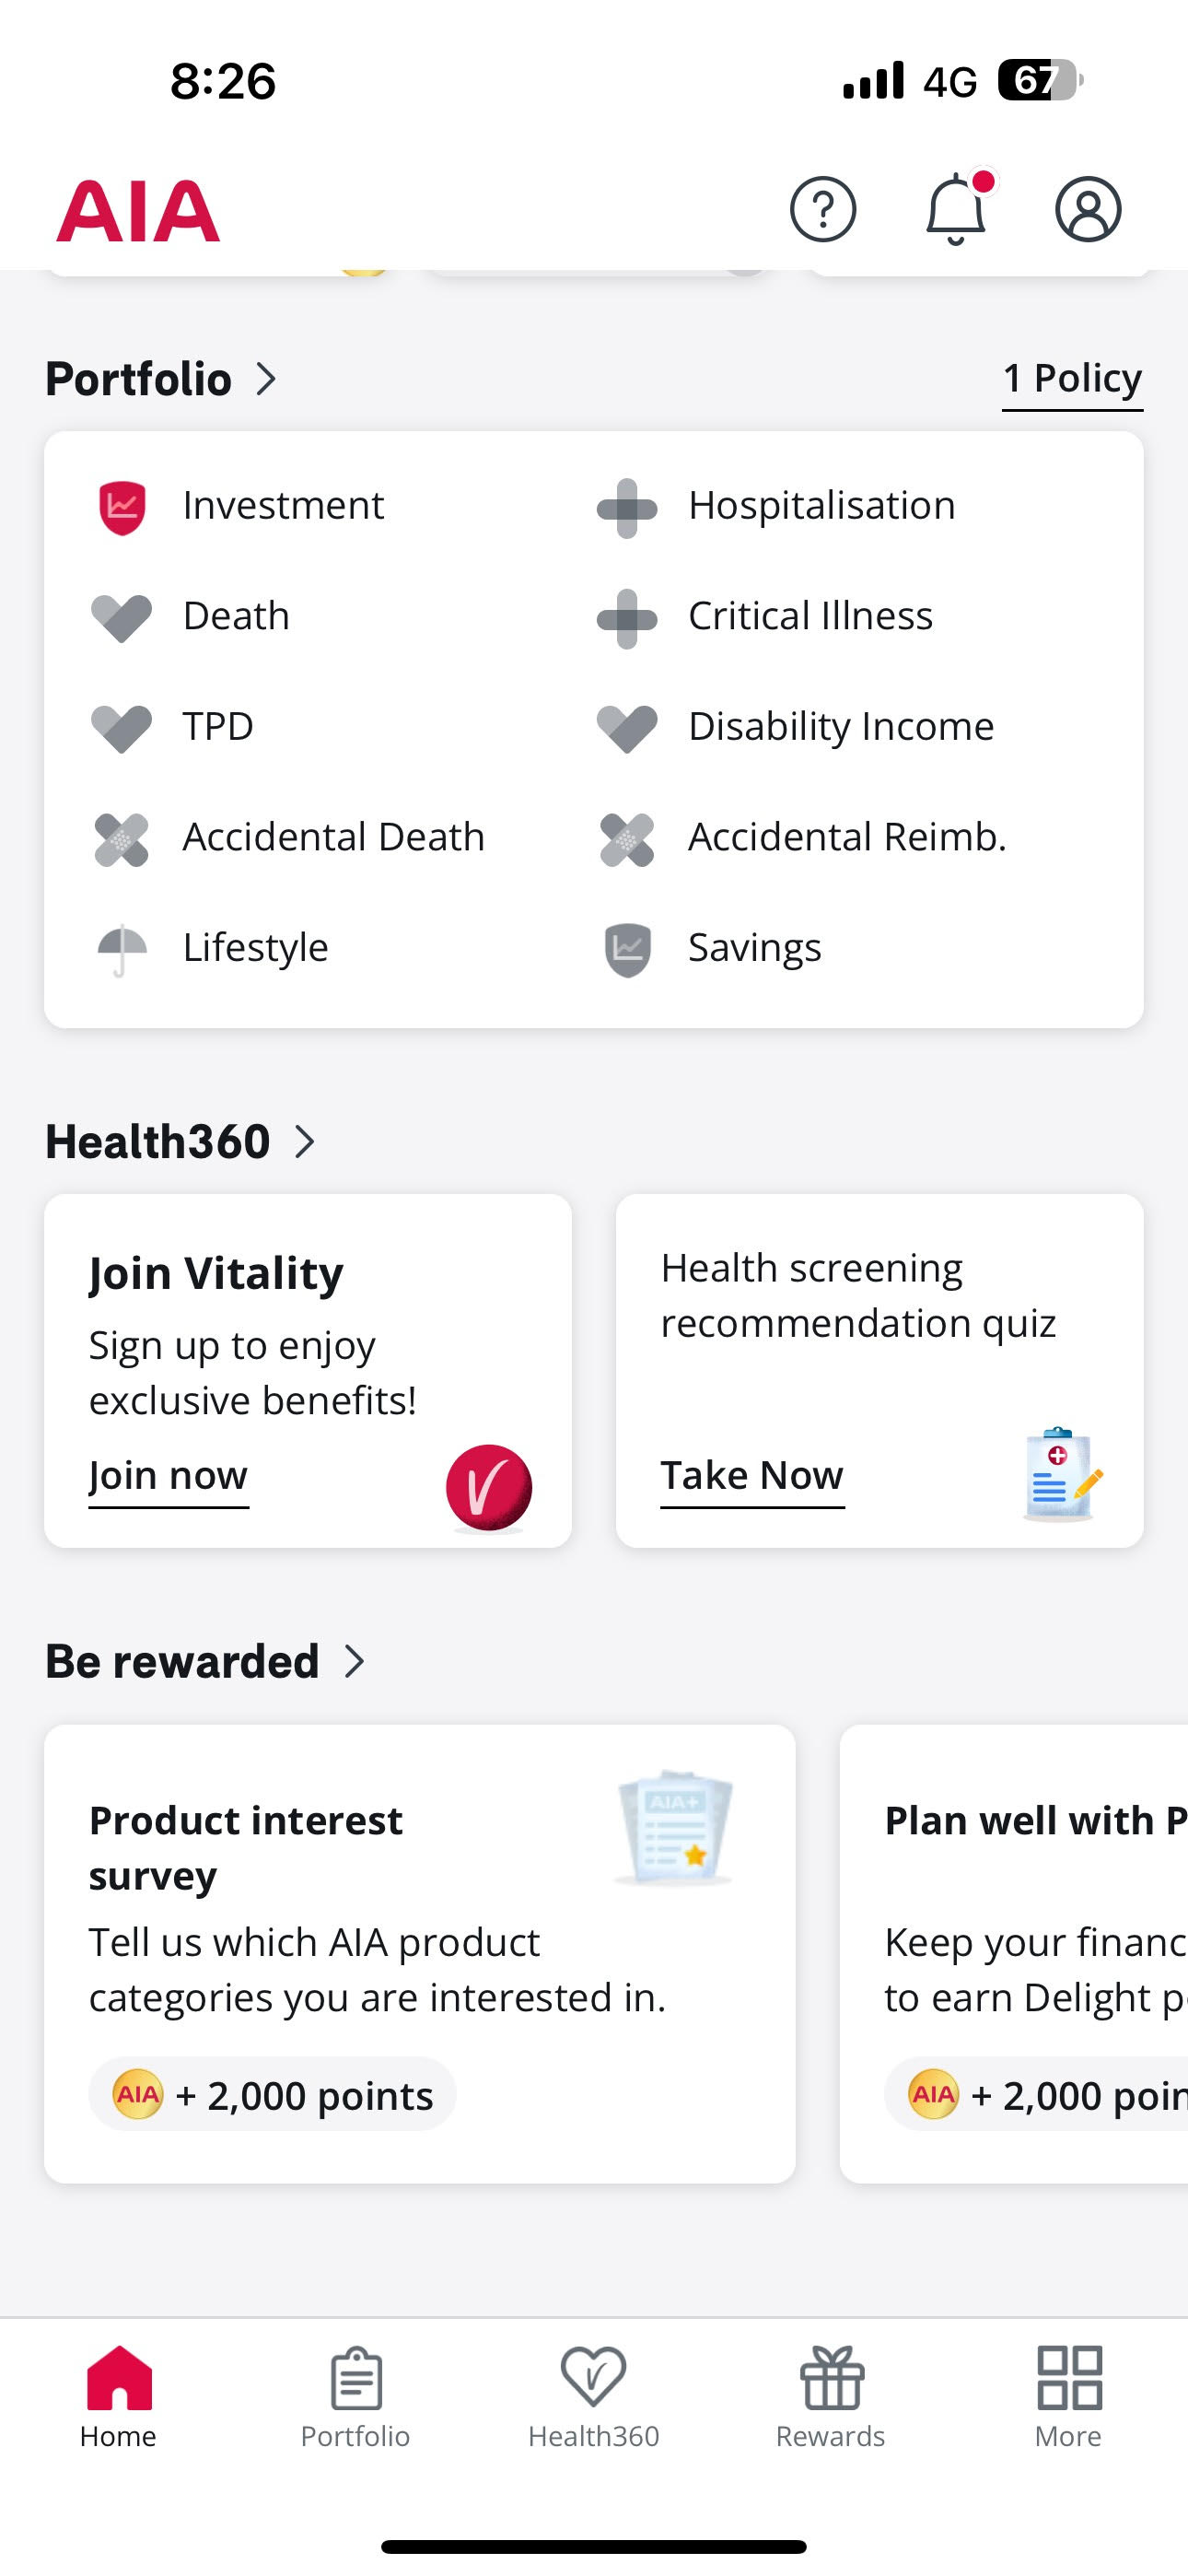 8:26
4G
67
AIA
Portfolio
1 Policy
Investment
Hospitalisation
Death
Critical Illness
TPD
Disability Income
Accidental Death
Accidental Reimb.
Lifestyle
Savings
Health360
Join Vitality
Sign up to enjoy
exclusive benefits!
Join now
Health screening
recommendation quiz
Take Now
Be rewarded
Product interest
survey
AIA+
Tell us which AIA product
categories you are interested in.
AIA + 2,000 points
Plan well with P
Keep your financ
to earn Delight p
AIA + 2,000 poin
Home
Portfolio
Health360
Rewards
More